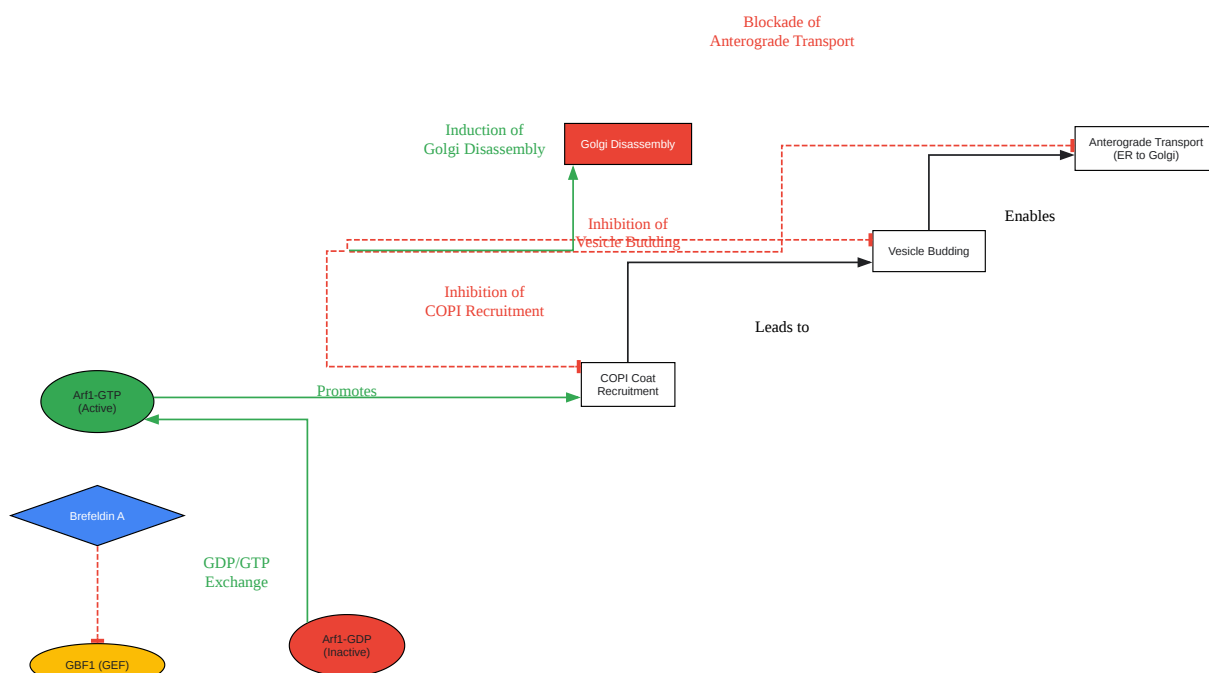 Blockade of
Anterograde Transport
Induction of
Golgi Disassembly
Golgi Disassembly
Anterograde Transport
(ER to Golgi)
Enables
Inhibition of
Vesicle Budding
Vesicle Budding
Inhibition of
COPI Recruitment
Leads to
COPI Coat
Recruitment
Arf1-GTP
(Active)
Promotes
Brefeldin A
GDP/GTP
Exchange
Arf1-GDP
(Inactive)
GBF1 (GEF)